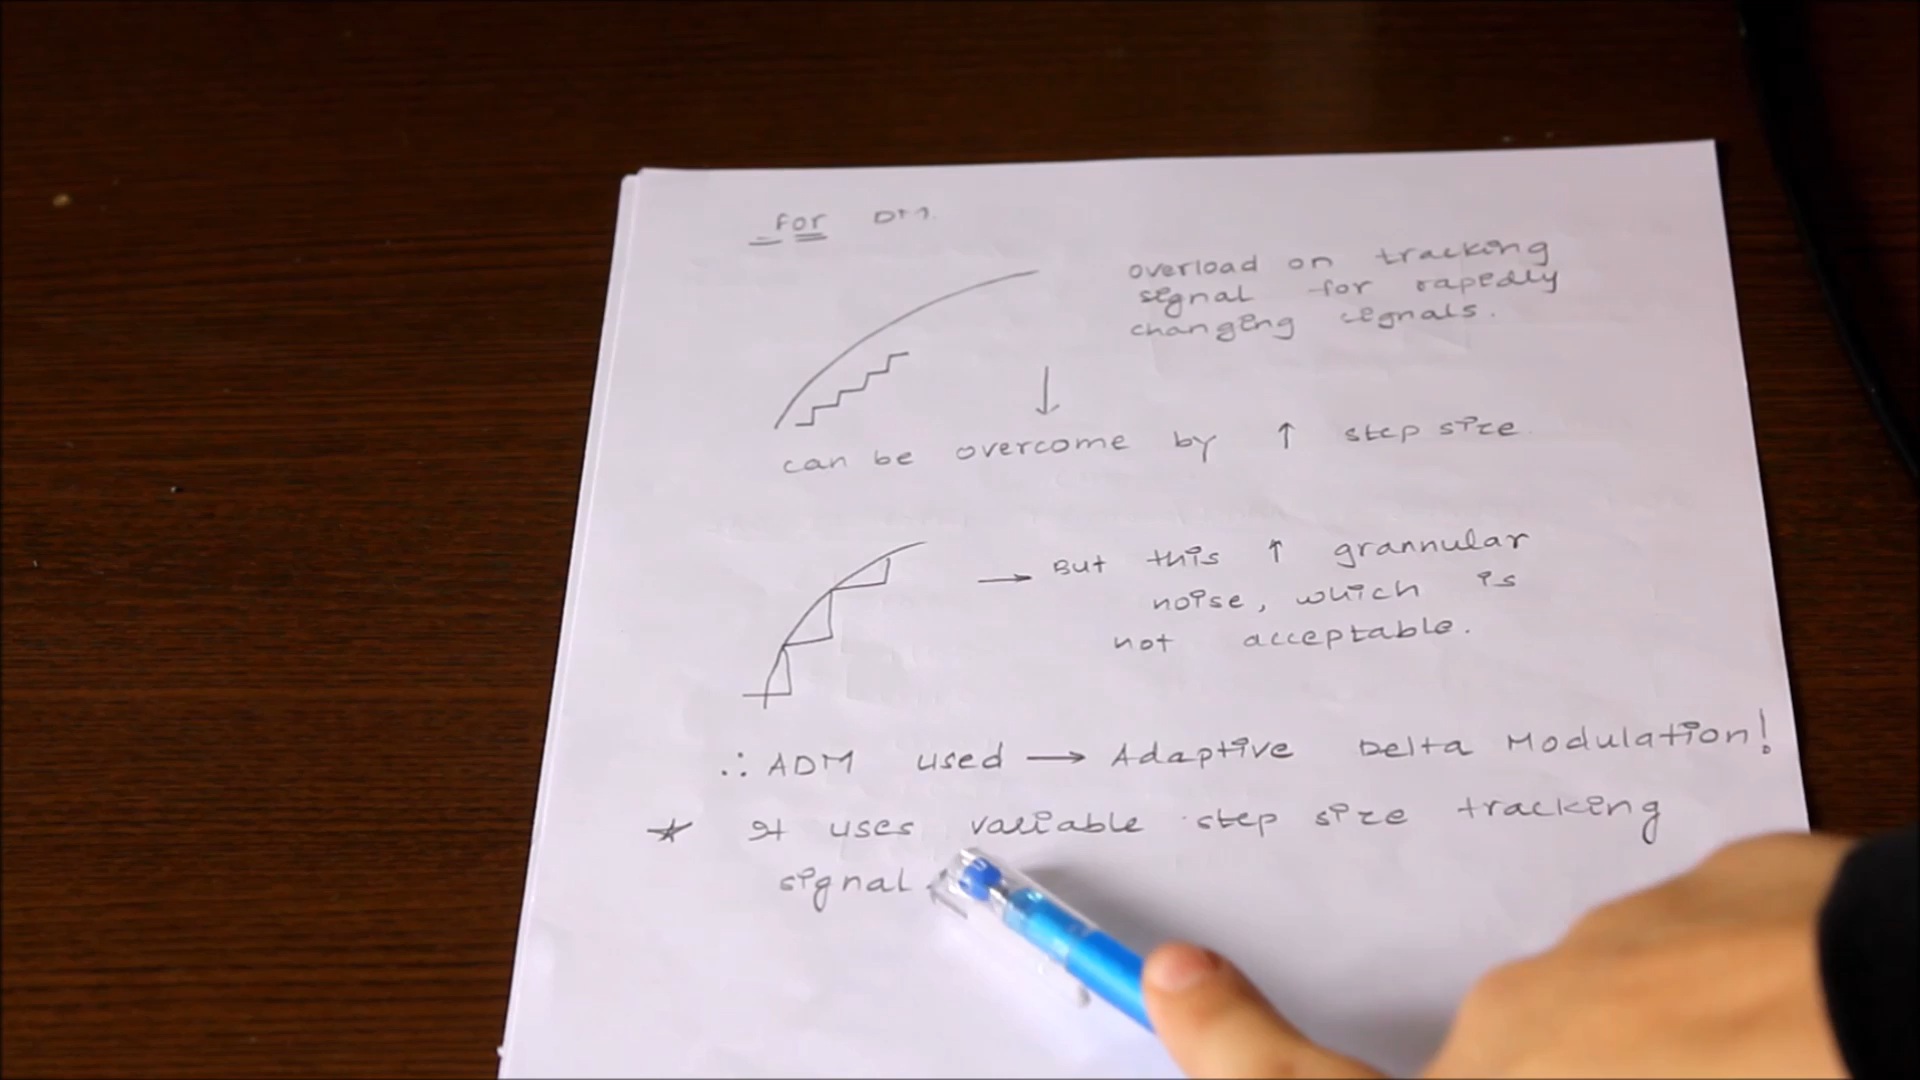 For DM.
overload on tracking
signal for rapedly
changing signals.
↓
can be overcome by ↑ step size
→ But this ↑ grannular
noise, which is
not acceptable.
∴ ADM used → Adaptive Delta Modulation!
★ It uses variable step size tracking
signal.